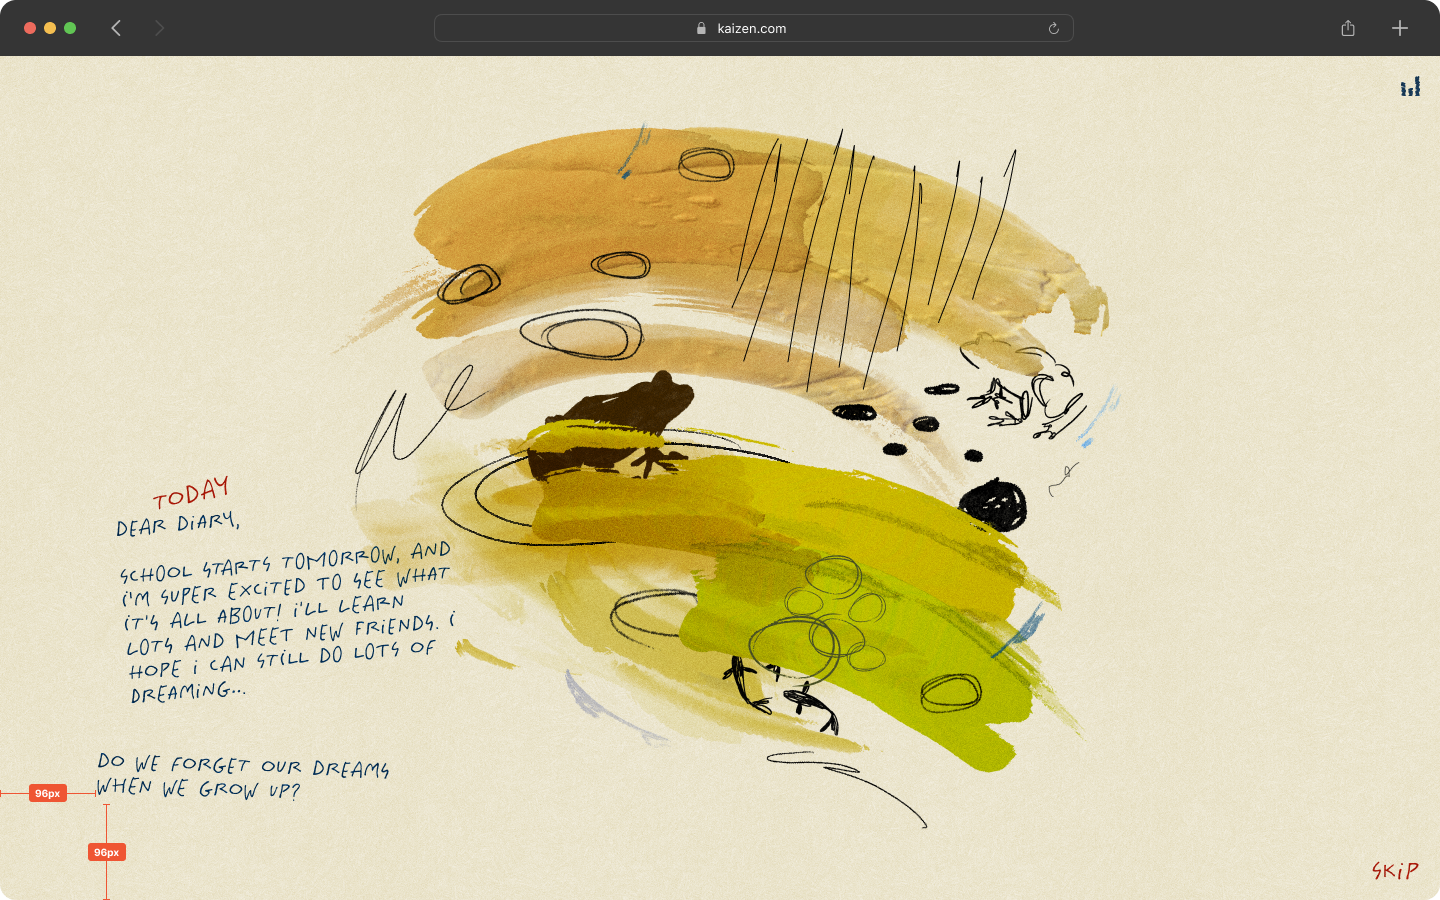 kaizen.com
TODAY
DEAR DiARY,
SCHOOL STARTS TOMORROW, AND
i'M SUPER EXCiTED TO SEE WHAT
iT'S ALL ABOUT! i'LL LEARN
LOTS AND MEET NEW FRiENDS. i
HOPE i CAN STiLL DO LOTS OF
DREAMiNG...
DO WE FORGET OUR DREAMS
WHEN WE GROW UP?
96px
96px
SKiP